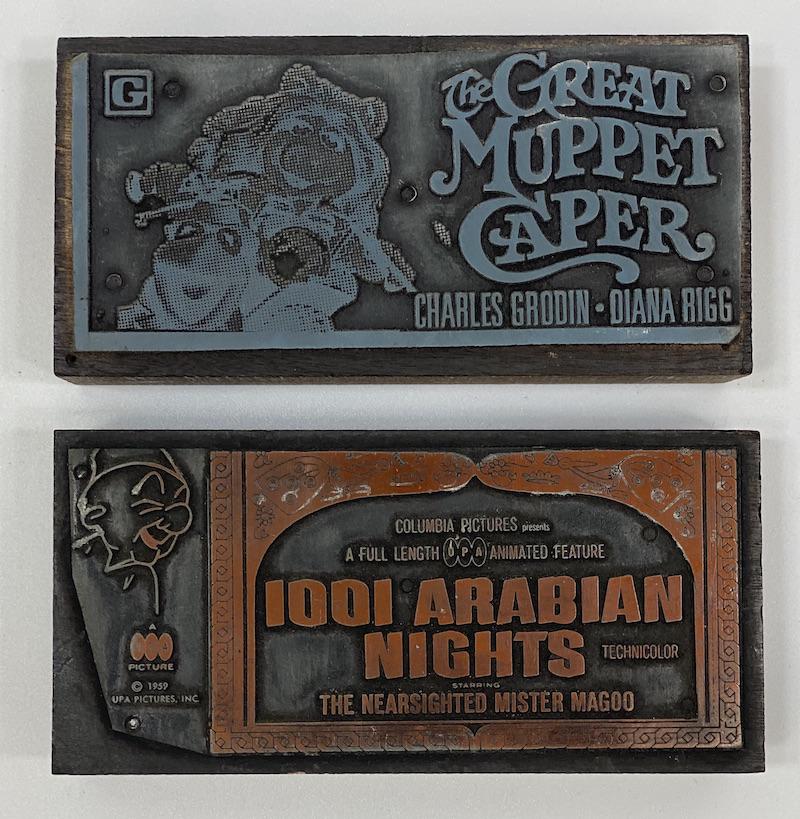 G
The GREAT
MUPPET
CAPER
CHARLES GRODIN • DIANA RIGG
COLUMBIA PICTURES presents
A FULL LENGTH UPA ANIMATED FEATURE
1001 ARABIAN
NIGHTS
TECHNICOLOR
STARRING
THE NEARSIGHTED MISTER MAGOO
A
UPA
PICTURE
© 1959
UPA PICTURES, INC.